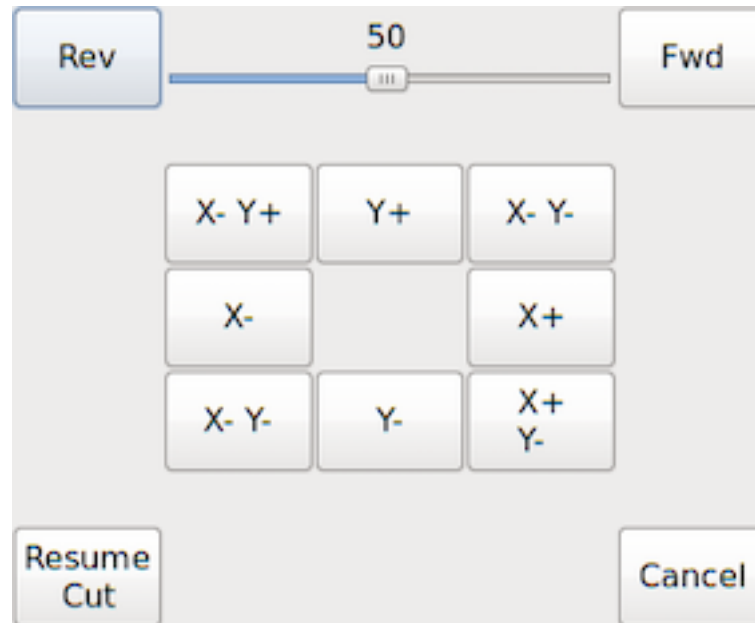 Rev
50
Fwd
X- Y+
Y+
X- Y-
X-
X+
X- Y-
Y-
X+
Y-
Resume
Cut
Cancel